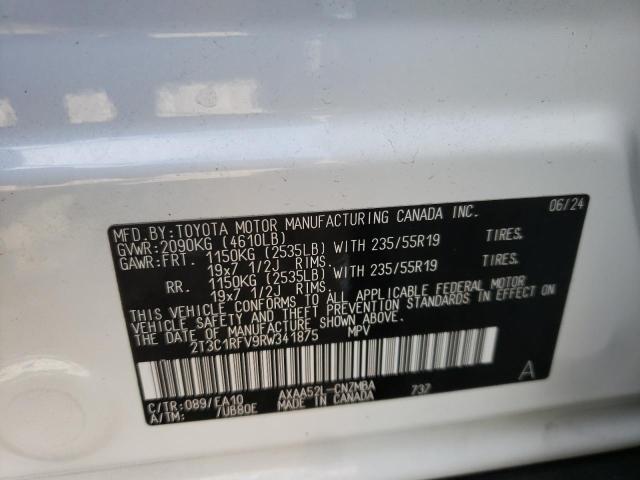 MFD.BY:TOYOTA MOTOR MANUFACTURING CANADA INC. 06/24
GVWR:2090KG (4610LB)
GAWR:FRT. 1150KG (2535LB) WITH 235/55R19 TIRES.
19x7 1/2J RIMS.
RR. 1150KG (2535LB) WITH 235/55R19 TIRES.
19x7 1/2J RIMS.
THIS VEHICLE CONFORMS TO ALL APPLICABLE FEDERAL MOTOR
VEHICLE SAFETY AND THEFT PREVENTION STANDARDS IN EFFECT ON
THE DATE OF MANUFACTURE SHOWN ABOVE.
2T3C1RFV9RW341875 MPV
C/TR:089/EA10 AXAA52L-CNZMBA 737 A
A/TM: /UB80E MADE IN CANADA